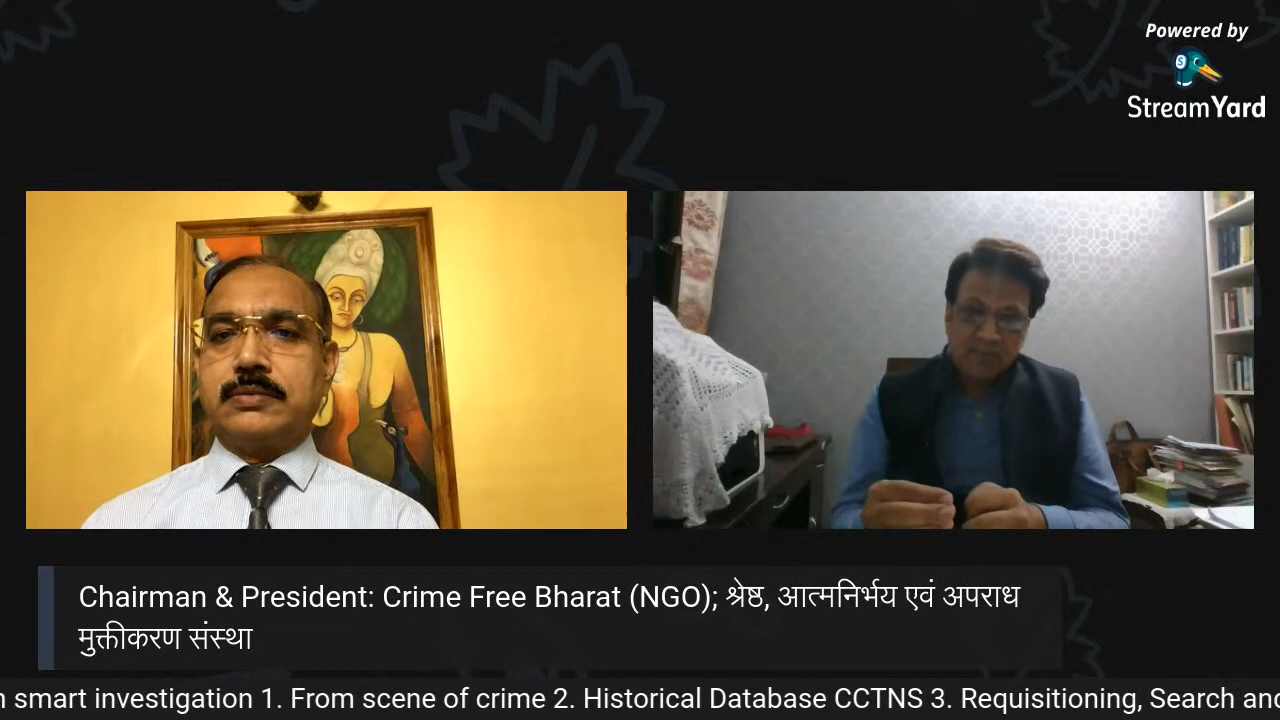 Powered by
StreamYard
Chairman & President: Crime Free Bharat (NGO); श्रेष्ठ, आत्मनिर्भय एवं अपराध
मुक्तीकरण संस्था
smart investigation 1. From scene of crime 2. Historical Database CCTNS 3. Requisitioning, Search and